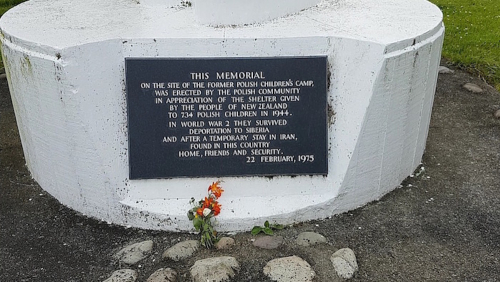 THIS MEMORIAL
ON THE SITE OF THE FORMER POLISH CHILDREN'S CAMP,
WAS ERECTED BY THE POLISH COMMUNITY
IN APPRECIATION OF THE SHELTER GIVEN
BY THE PEOPLE OF NEW ZEALAND
TO 734 POLISH CHILDREN IN 1944.
IN WORLD WAR 2 THEY SURVIVED
DEPORTATION TO SIBERIA
AND AFTER A TEMPORARY STAY IN IRAN,
FOUND IN THIS COUNTRY
HOME, FRIENDS AND SECURITY.
22 FEBRUARY, 1975